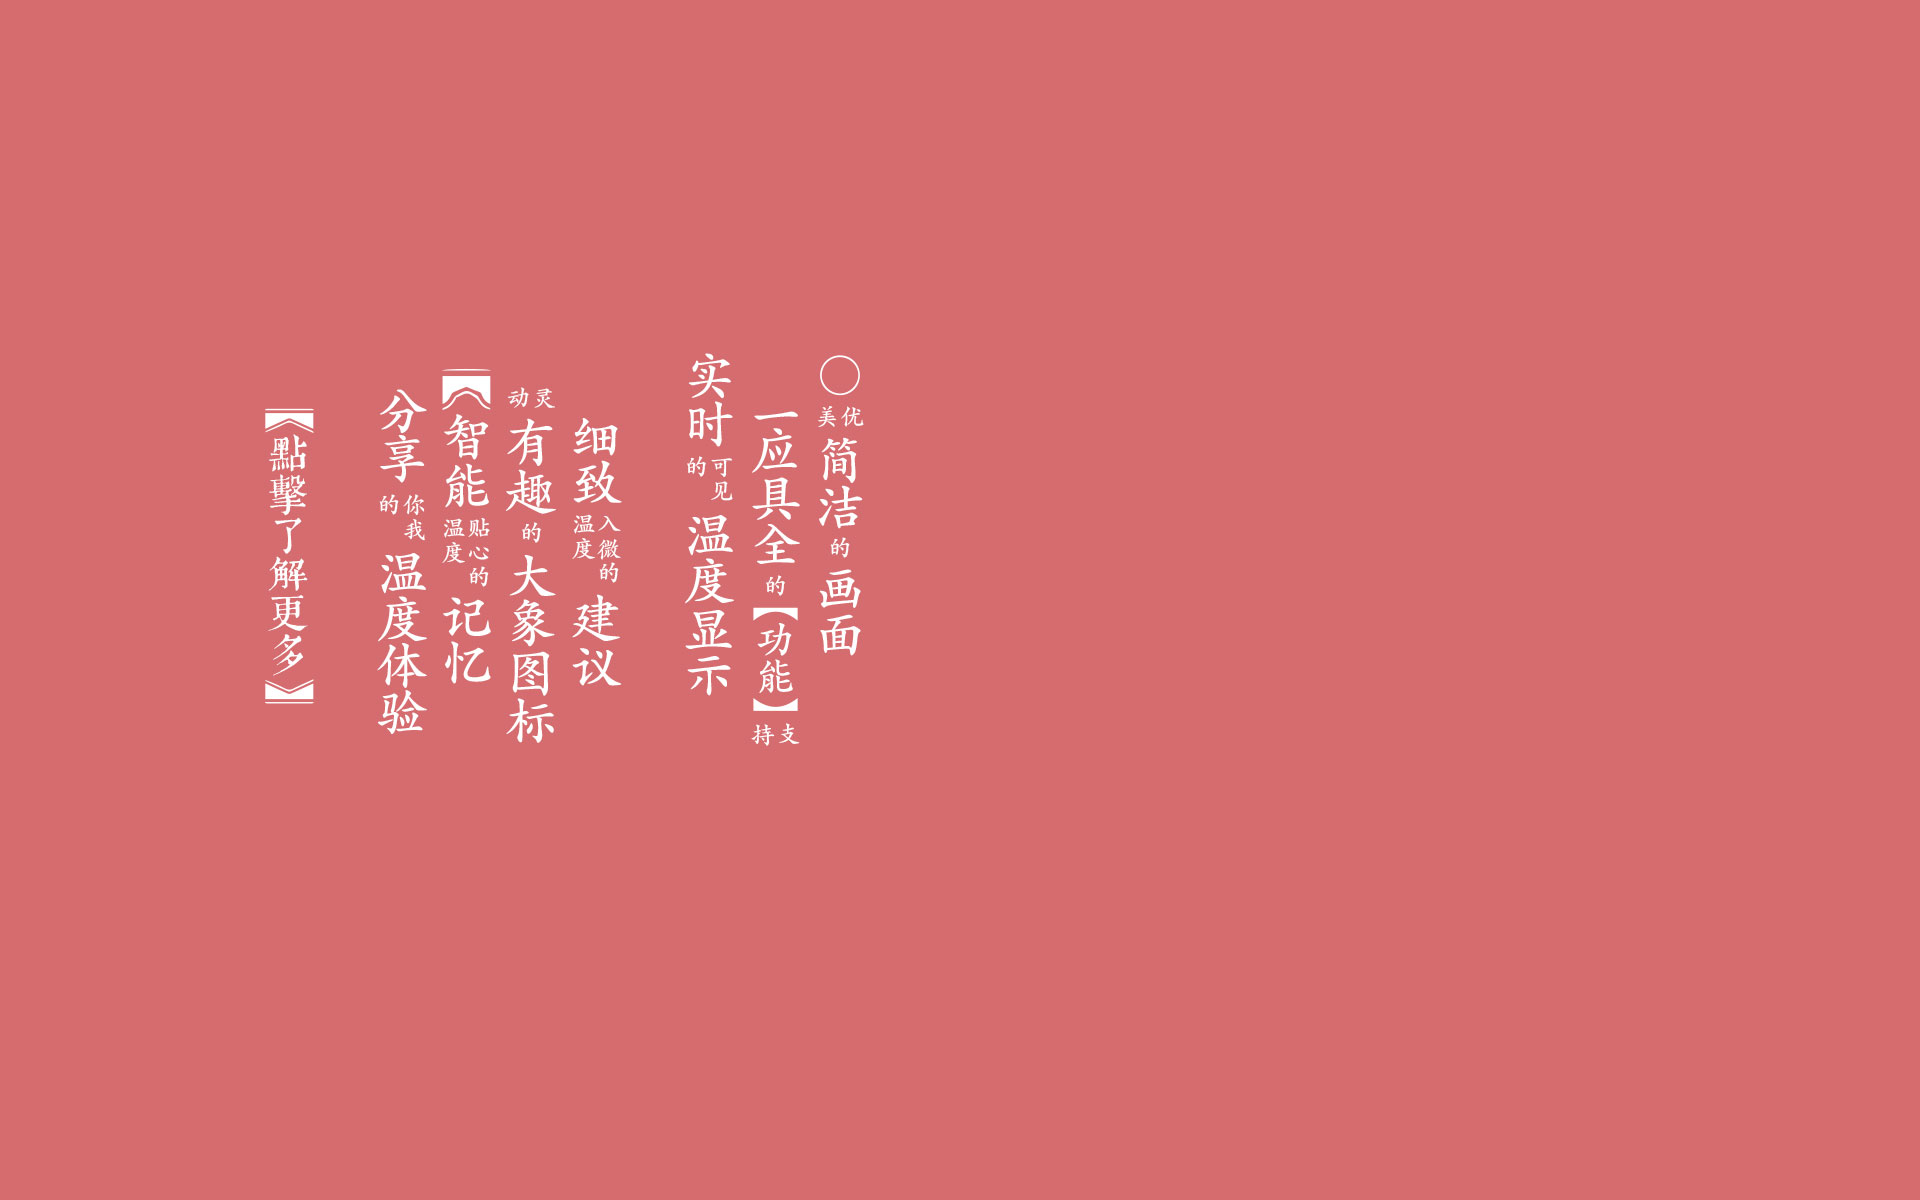 ○优美简洁的画面
一应具全的【功能】支持
实时可见的温度显示
细致入微的温度建议
灵动有趣的大象图标
智能贴心的温度记忆
分享你我的温度体验
《點擊了解更多》